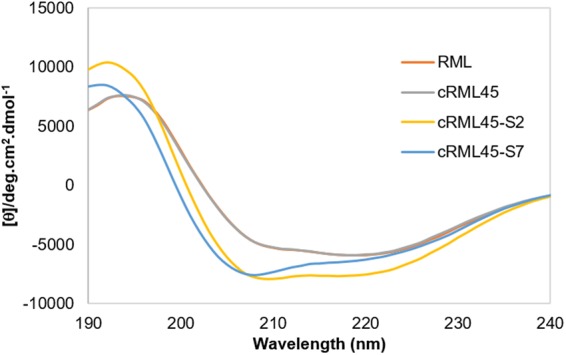 15000
10000
5000
0
-5000
-10000
[θ]/deg.cm².dmol⁻¹
RML
cRML45
cRML45-S2
cRML45-S7
190 200 210 220 230 240
Wavelength (nm)